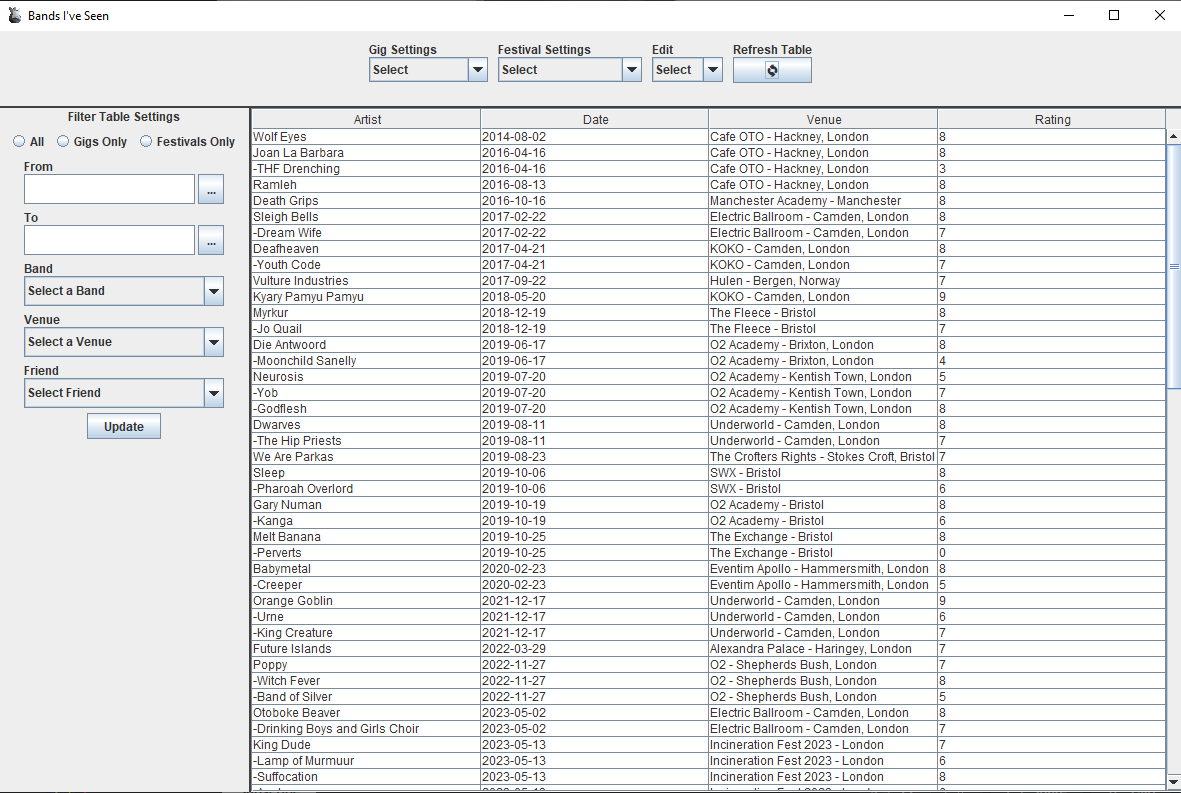 Bands I've Seen
Gig Settings Festival Settings Edit Refresh Table
Select Select Select
Filter Table Settings
All Gigs Only Festivals Only
From
...
To
...
Band
Select a Band
Venue
Select a Venue
Friend
Select Friend
Update
Artist Date Venue Rating
Wolf Eyes 2014-08-02 Cafe OTO - Hackney, London 8
Joan La Barbara 2016-04-16 Cafe OTO - Hackney, London 8
-THF Drenching 2016-04-16 Cafe OTO - Hackney, London 3
Ramleh 2016-08-13 Cafe OTO - Hackney, London 8
Death Grips 2016-10-16 Manchester Academy - Manchester 8
Sleigh Bells 2017-02-22 Electric Ballroom - Camden, London 8
-Dream Wife 2017-02-22 Electric Ballroom - Camden, London 7
Deafheaven 2017-04-21 KOKO - Camden, London 8
-Youth Code 2017-04-21 KOKO - Camden, London 7
Vulture Industries 2017-09-22 Hulen - Bergen, Norway 7
Kyary Pamyu Pamyu 2018-05-20 KOKO - Camden, London 9
Myrkur 2018-12-19 The Fleece - Bristol 8
-Jo Quail 2018-12-19 The Fleece - Bristol 7
Die Antwoord 2019-06-17 O2 Academy - Brixton, London 8
-Moonchild Sanelly 2019-06-17 O2 Academy - Brixton, London 4
Neurosis 2019-07-20 O2 Academy - Kentish Town, London 5
-Yob 2019-07-20 O2 Academy - Kentish Town, London 7
-Godflesh 2019-07-20 O2 Academy - Kentish Town, London 8
Dwarves 2019-08-11 Underworld - Camden, London 8
-The Hip Priests 2019-08-11 Underworld - Camden, London 7
We Are Parkas 2019-08-23 The Crofters Rights - Stokes Croft, Bristol 7
Sleep 2019-10-06 SWX - Bristol 8
-Pharoah Overlord 2019-10-06 SWX - Bristol 6
Gary Numan 2019-10-19 O2 Academy - Bristol 8
-Kanga 2019-10-19 O2 Academy - Bristol 6
Melt Banana 2019-10-25 The Exchange - Bristol 8
-Perverts 2019-10-25 The Exchange - Bristol 0
Babymetal 2020-02-23 Eventim Apollo - Hammersmith, London 8
-Creeper 2020-02-23 Eventim Apollo - Hammersmith, London 5
Orange Goblin 2021-12-17 Underworld - Camden, London 9
-Urne 2021-12-17 Underworld - Camden, London 6
-King Creature 2021-12-17 Underworld - Camden, London 7
Future Islands 2022-03-29 Alexandra Palace - Haringey, London 7
Poppy 2022-11-27 O2 - Shepherds Bush, London 7
-Witch Fever 2022-11-27 O2 - Shepherds Bush, London 8
-Band of Silver 2022-11-27 O2 - Shepherds Bush, London 5
Otoboke Beaver 2023-05-02 Electric Ballroom - Camden, London 8
-Drinking Boys and Girls Choir 2023-05-02 Electric Ballroom - Camden, London 7
King Dude 2023-05-13 Incineration Fest 2023 - London 7
-Lamp of Murmuur 2023-05-13 Incineration Fest 2023 - London 6
-Suffocation 2023-05-13 Incineration Fest 2023 - London 8